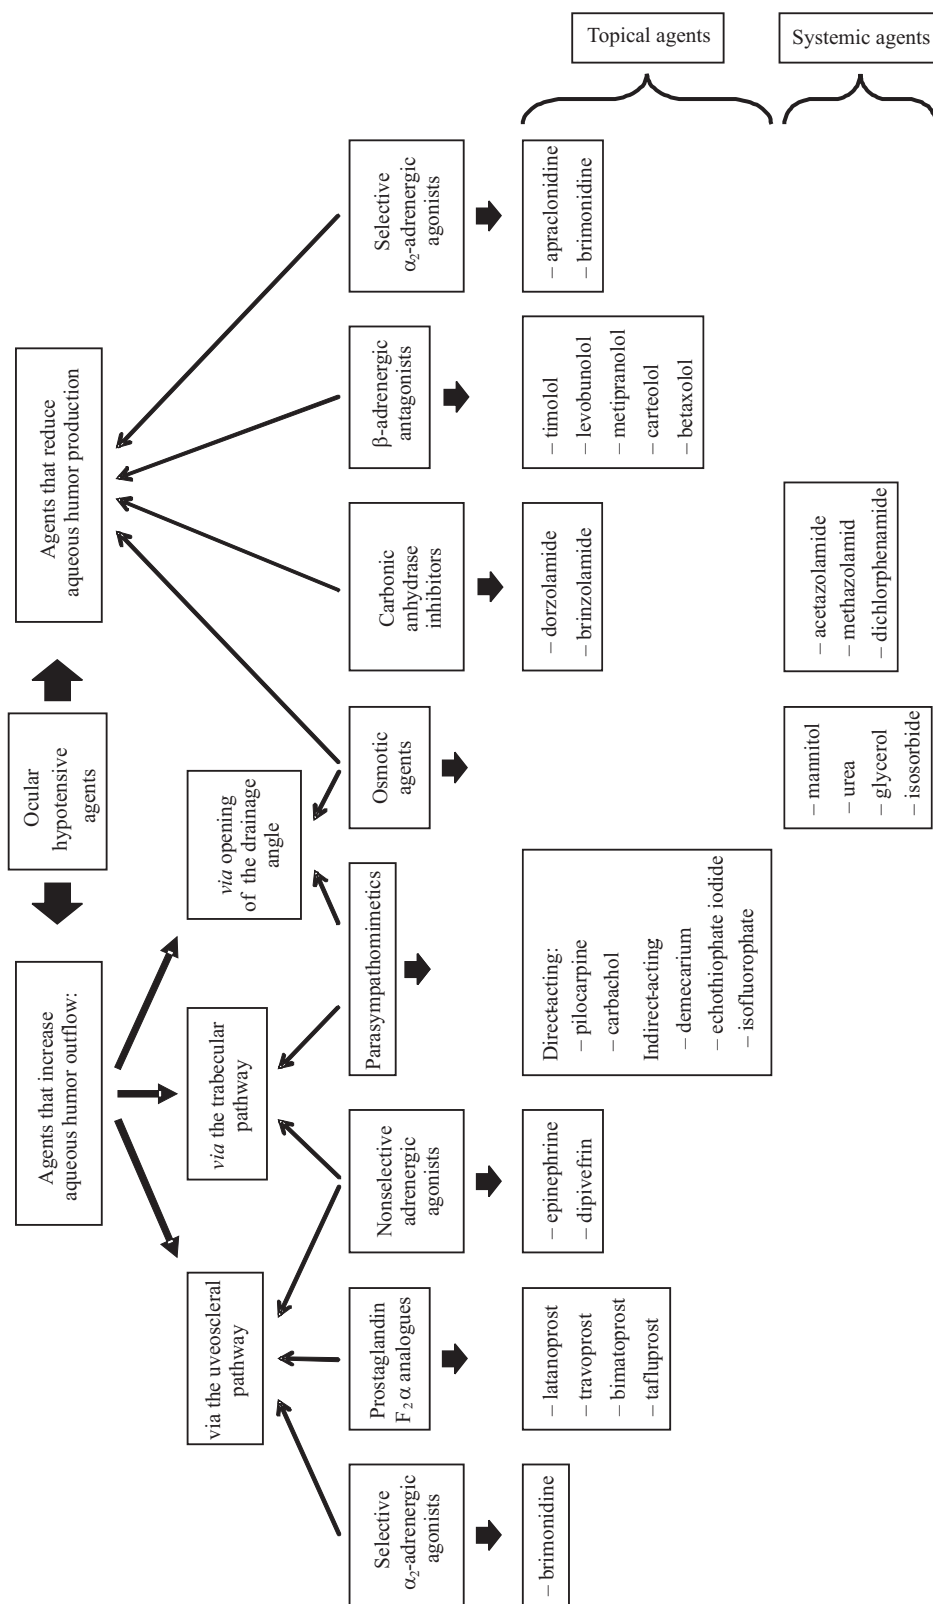 Ocular
hypotensive
agents
Agents that increase
aqueous humor outflow:
Agents that reduce
aqueous humor production
via the uveoscleral
pathway
via the trabecular
pathway
via opening
of the drainage
angle
Selective
α₂-adrenergic
agonists
Prostaglandin
F₂α analogues
Nonselective
adrenergic
agonists
Parasympathomimetics
Osmotic
agents
Carbonic
anhydrase
inhibitors
β-adrenergic
antagonists
Selective
α₂-adrenergic
agonists
– brimonidine
– latanoprost
– travoprost
– bimatoprost
– tafluprost
– epinephrine
– dipivefrin
Direct-acting:
– pilocarpine
– carbachol
Indirect-acting
– demecarium
– echothiophate iodide
– isofluorophate
– dorzolamide
– brinzolamide
– timolol
– levobunolol
– metipranolol
– carteolol
– betaxolol
– apraclonidine
– brimonidine
Topical agents
– mannitol
– urea
– glycerol
– isosorbide
– acetazolamide
– methazolamid
– dichlorphenamide
Systemic agents